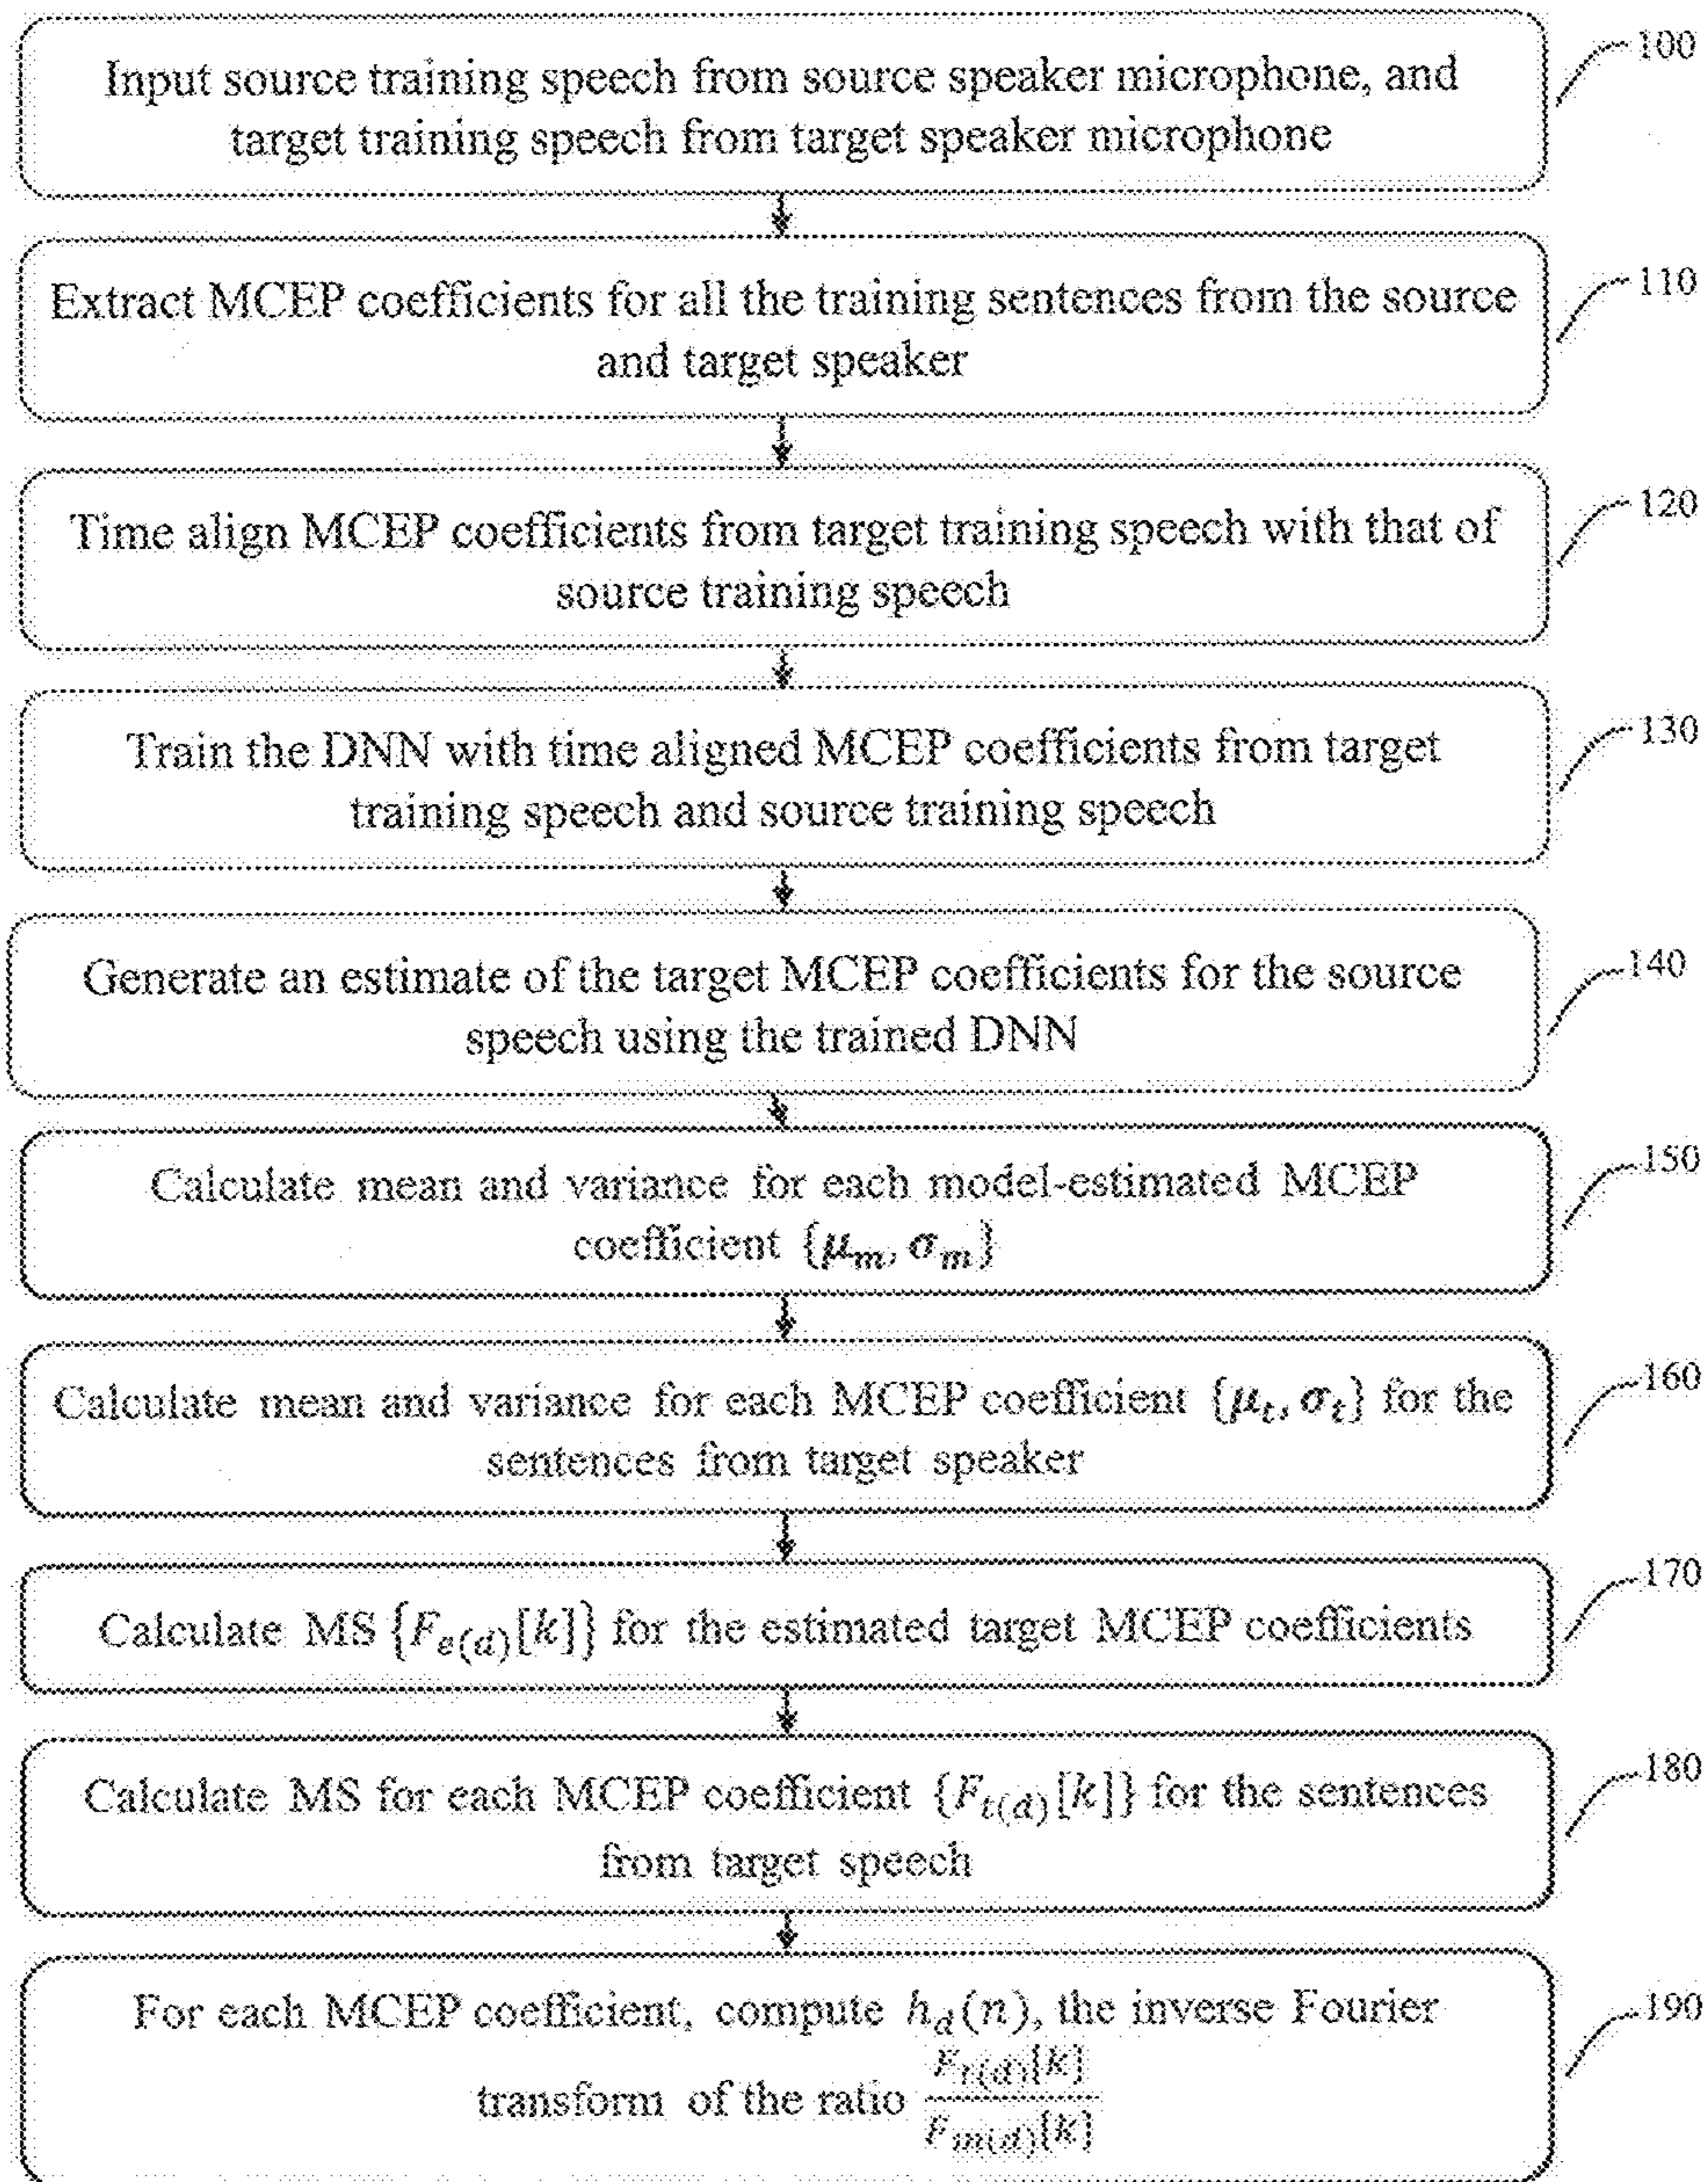 Input source training speech from source speaker microphone, and
target training speech from target speaker microphone
100
Extract MCEP coefficients for all the training sentences from the source
and target speaker
110
Time align MCEP coefficients from target training speech with that of
source training speech
120
Train the DNN with time aligned MCEP coefficients from target
training speech and source training speech
130
Generate an estimate of the target MCEP coefficients for the source
speech using the trained DNN
140
Calculate mean and variance for each model-estimated MCEP
coefficient {μₘ, σₘ}
150
Calculate mean and variance for each MCEP coefficient {μₜ, σₜ} for the
sentences from target speaker
160
Calculate MS {F_e(d)[k]} for the estimated target MCEP coefficients
170
Calculate MS for each MCEP coefficient {F_t(d)[k]} for the sentences
from target speech
180
For each MCEP coefficient, compute h_d(n), the inverse Fourier
transform of the ratio F_t(d)[k] / F_m(d)[k]
190